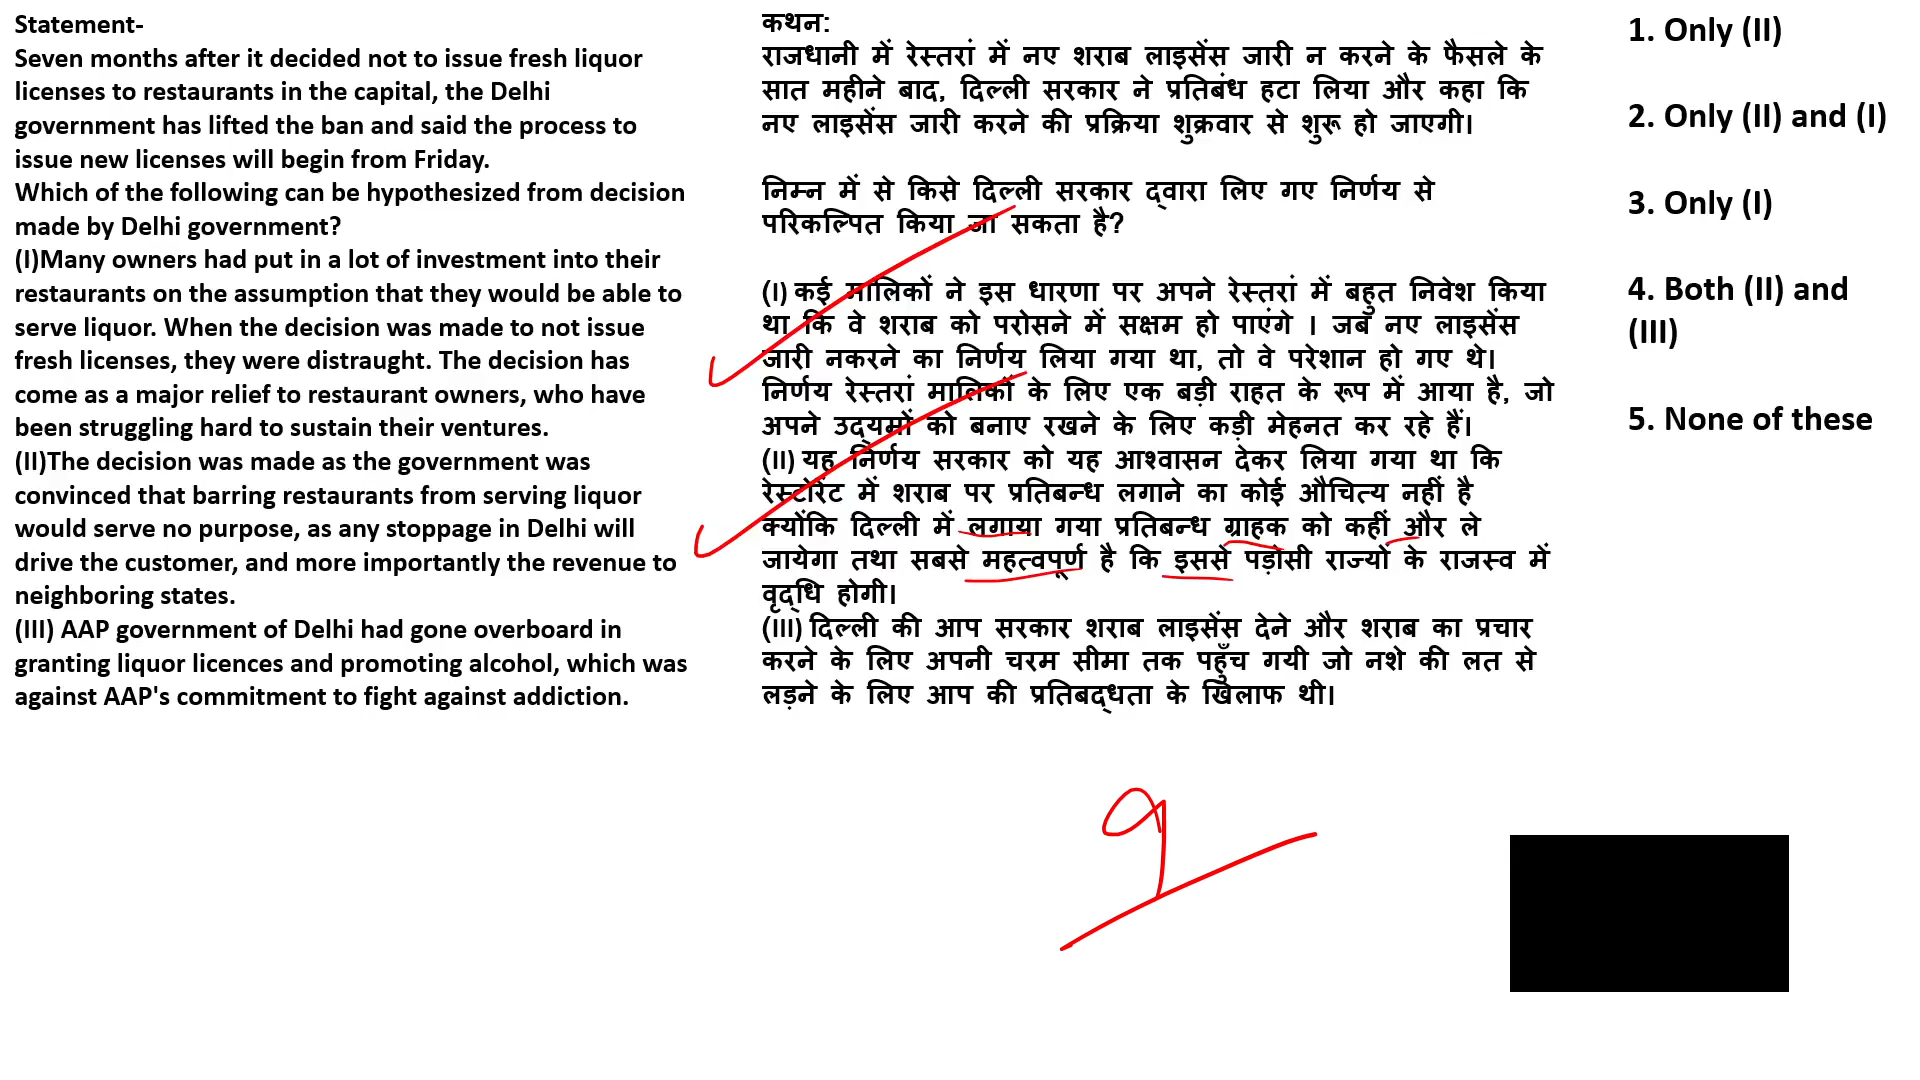 Statement-
Seven months after it decided not to issue fresh liquor
licenses to restaurants in the capital, the Delhi
government has lifted the ban and said the process to
issue new licenses will begin from Friday.
Which of the following can be hypothesized from decision
made by Delhi government?
(I)Many owners had put in a lot of investment into their
restaurants on the assumption that they would be able to
serve liquor. When the decision was made to not issue
fresh licenses, they were distraught. The decision has
come as a major relief to restaurant owners, who have
been struggling hard to sustain their ventures.
(II)The decision was made as the government was
convinced that barring restaurants from serving liquor
would serve no purpose, as any stoppage in Delhi will
drive the customer, and more importantly the revenue to
neighboring states.
(III) AAP government of Delhi had gone overboard in
granting liquor licences and promoting alcohol, which was
against AAP's commitment to fight against addiction.
कथन:
राजधानी में रेस्तरां में नए शराब लाइसेंस जारी न करने के फैसले के
सात महीने बाद, दिल्ली सरकार ने प्रतिबंध हटा लिया और कहा कि
नए लाइसेंस जारी करने की प्रक्रिया शुक्रवार से शुरू हो जाएगी।
निम्न में से किसे दिल्ली सरकार द्वारा लिए गए निर्णय से
परिकल्पित किया जा सकता है?
(I) कई मालिकों ने इस धारणा पर अपने रेस्तरां में बहुत निवेश किया
था कि वे शराब को परोसने में सक्षम हो पाएंगे । जब नए लाइसेंस
जारी नकरने का निर्णय लिया गया था, तो वे परेशान हो गए थे।
निर्णय रेस्तरां मालिकों के लिए एक बड़ी राहत के रूप में आया है, जो
अपने उद्यमों को बनाए रखने के लिए कड़ी मेहनत कर रहे हैं।
(II) यह निर्णय सरकार को यह आश्वासन देकर लिया गया था कि
रेस्टोरेंट में शराब पर प्रतिबन्ध लगाने का कोई औचित्य नहीं है
क्योंकि दिल्ली में लगाया गया प्रतिबन्ध ग्राहक को कहीं और ले
जायेगा तथा सबसे महत्वपूर्ण है कि इससे पड़ोसी राज्यों के राजस्व में
वृद्धि होगी।
(III) दिल्ली की आप सरकार शराब लाइसेंस देने और शराब का प्रचार
करने के लिए अपनी चरम सीमा तक पहुँच गयी जो नशे की लत से
लड़ने के लिए आप की प्रतिबद्धता के खिलाफ थी।
1. Only (II)
2. Only (II) and (I)
3. Only (I)
4. Both (II) and
(III)
5. None of these